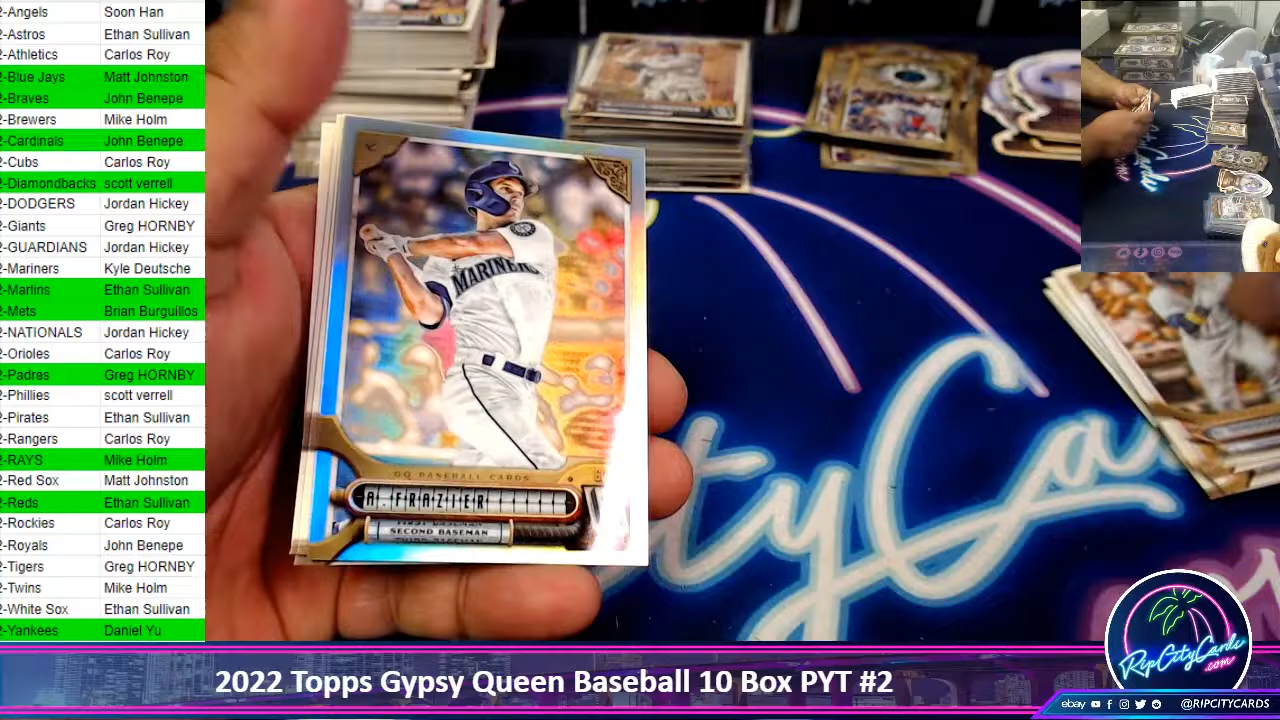 2-Angels Soon Han
2-Astros Ethan Sullivan
2-Athletics Carlos Roy
2-Blue Jays Matt Johnston
2-Braves John Benepe
2-Brewers Mike Holm
2-Cardinals John Benepe
2-Cubs Carlos Roy
2-Diamondbacks scott verrell
2-DODGERS Jordan Hickey
2-Giants Greg HORNBY
2-GUARDIANS Jordan Hickey
2-Mariners Kyle Deutsche
2-Marlins Ethan Sullivan
2-Mets Brian Burguillos
2-NATIONALS Jordan Hickey
2-Orioles Carlos Roy
2-Padres Greg HORNBY
2-Phillies scott verrell
2-Pirates Ethan Sullivan
2-Rangers Carlos Roy
2-RAYS Mike Holm
2-Red Sox Matt Johnston
2-Reds Ethan Sullivan
2-Rockies Carlos Roy
2-Royals John Benepe
2-Tigers Greg HORNBY
2-Twins Mike Holm
2-White Sox Ethan Sullivan
2-Yankees Daniel Yu
MARINERS
GQ BASEBALL CARDS
A. FRAZIER
SECOND BASEMAN
ty Ca
RipCityCards
.com
2022 Topps Gypsy Queen Baseball 10 Box PYT #2
ebay @RIPCITYCARDS